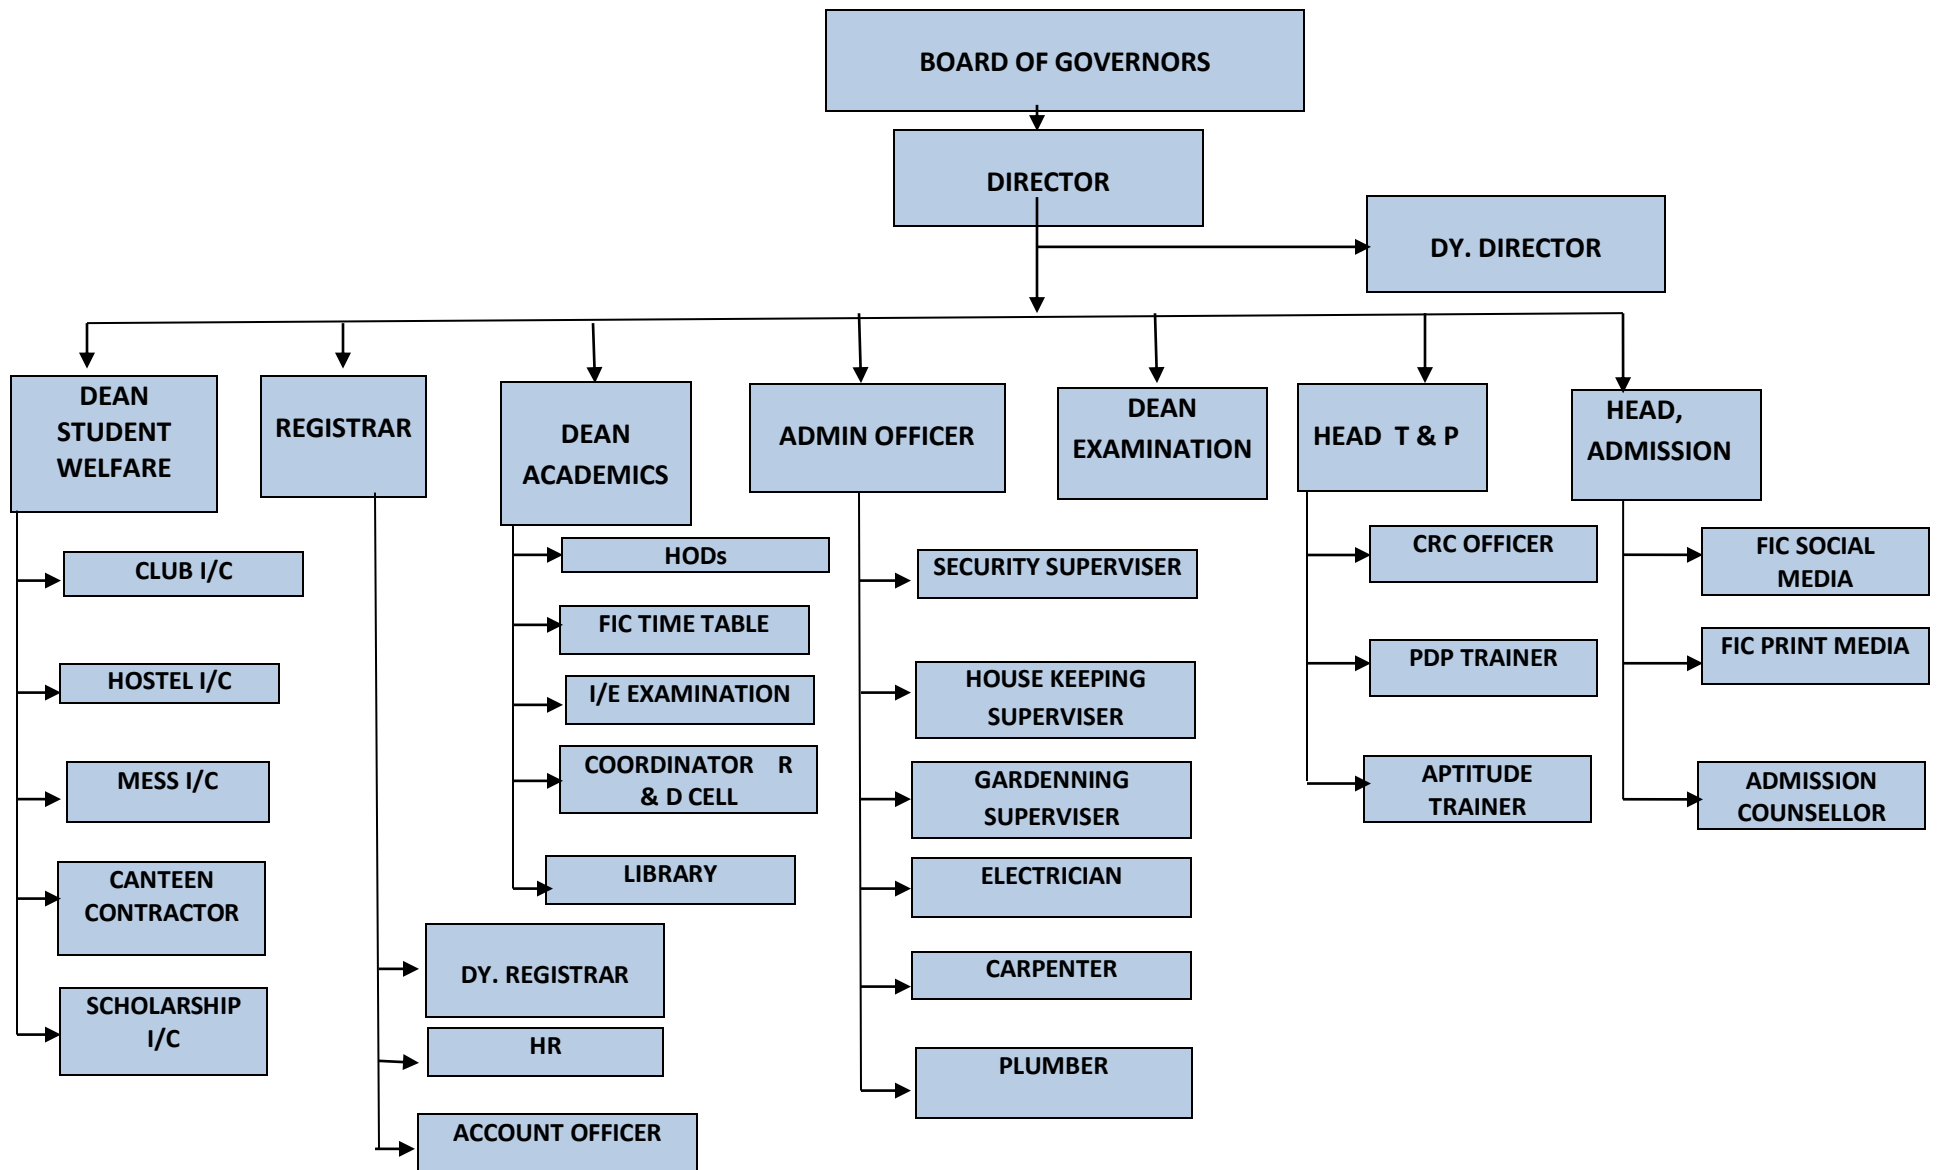 BOARD OF GOVERNORS
DIRECTOR
DY. DIRECTOR
DEAN
STUDENT
WELFARE
REGISTRAR
DEAN
ACADEMICS
ADMIN OFFICER
DEAN
EXAMINATION
HEAD T & P
HEAD,
ADMISSION
CLUB I/C
HOSTEL I/C
MESS I/C
CANTEEN
CONTRACTOR
SCHOLARSHIP
I/C
DY. REGISTRAR
HR
ACCOUNT OFFICER
HODs
FIC TIME TABLE
I/E EXAMINATION
COORDINATOR R
& D CELL
LIBRARY
SECURITY SUPERVISER
HOUSE KEEPING
SUPERVISER
GARDENNING
SUPERVISER
ELECTRICIAN
CARPENTER
PLUMBER
CRC OFFICER
PDP TRAINER
APTITUDE
TRAINER
FIC SOCIAL
MEDIA
FIC PRINT MEDIA
ADMISSION
COUNSELLOR